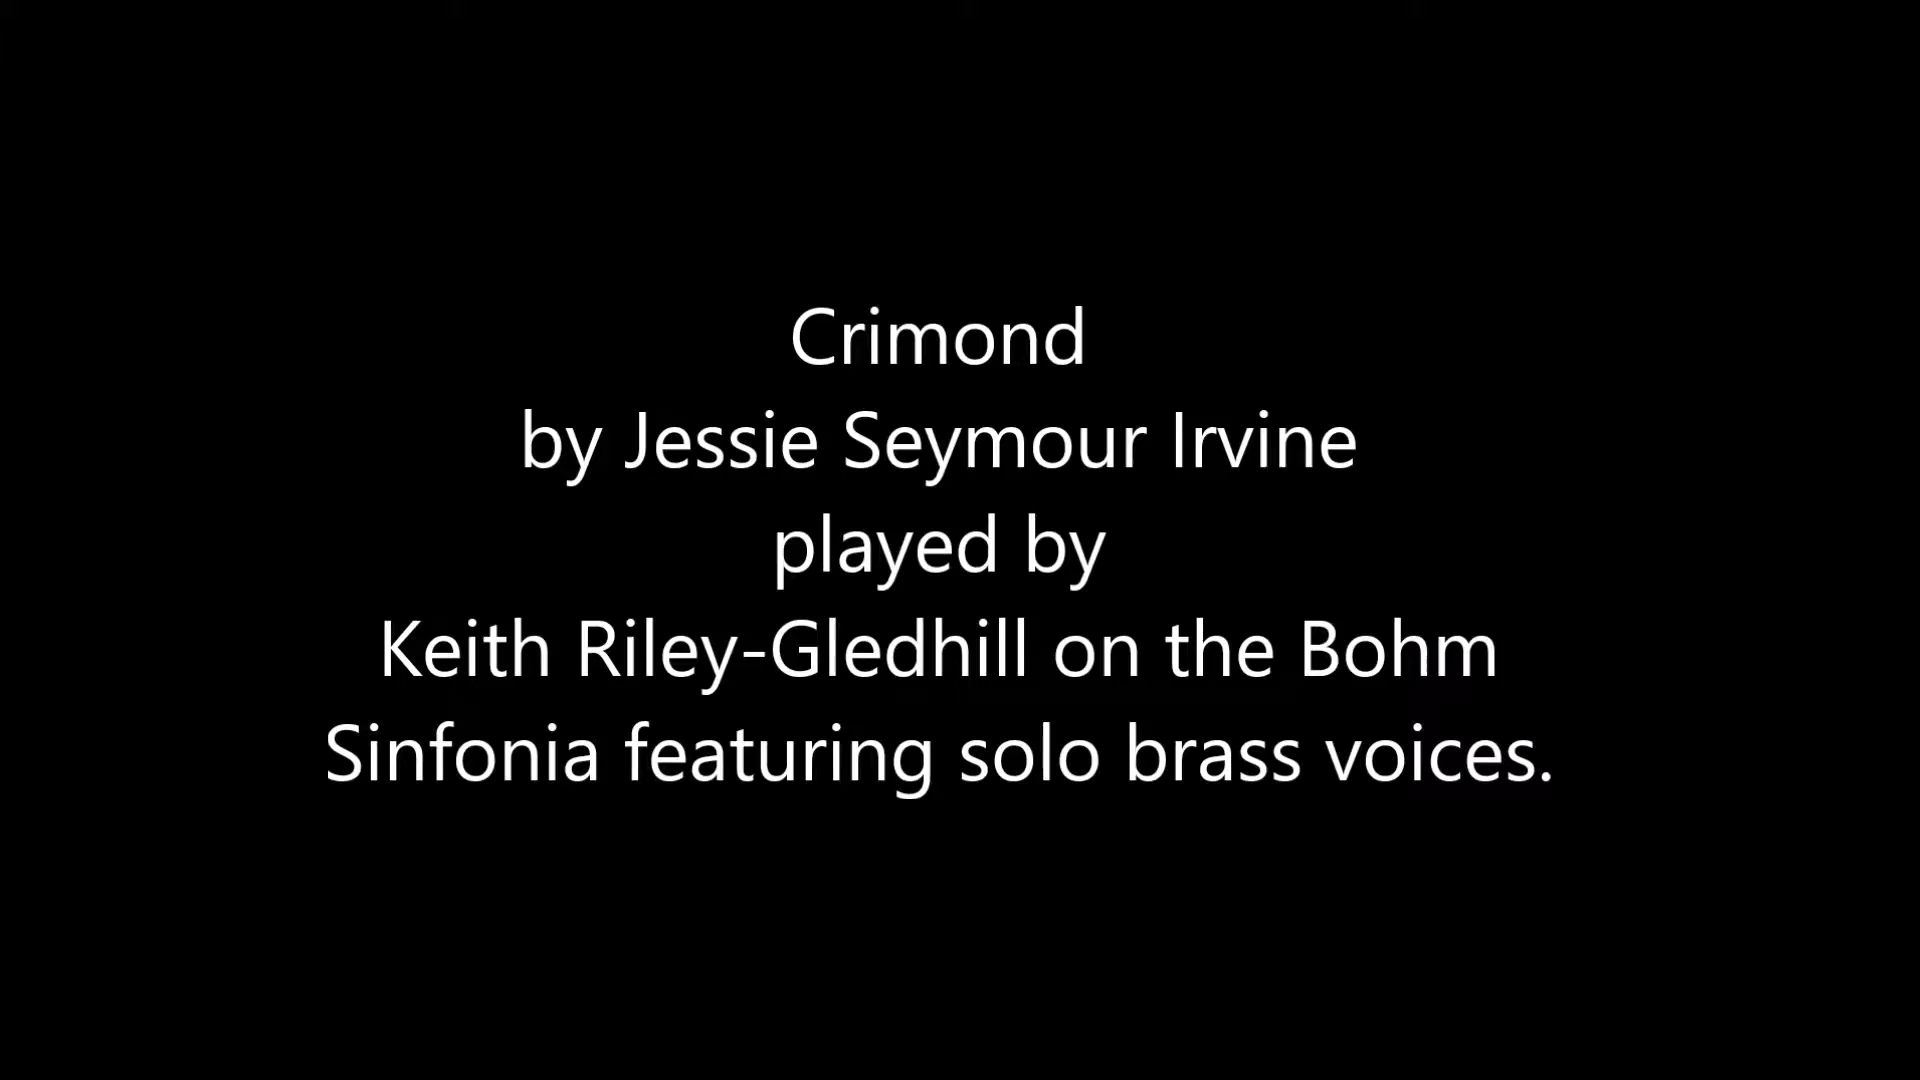 Crimond
by Jessie Seymour Irvine
played by
Keith Riley-Gledhill on the Bohm
Sinfonia featuring solo brass voices.